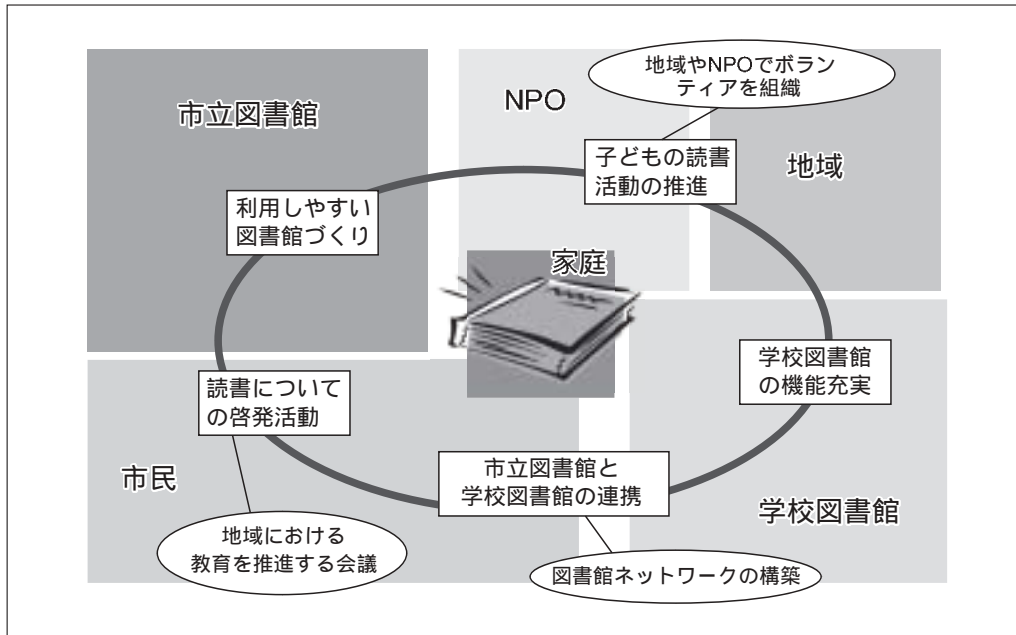 地域やNPOでボラン
ティアを組織
市立図書館
NPO
子どもの読書
活動の推進
地域
利用しやすい
図書館づくり
家庭
学校図書館
の機能充実
読書について
の啓発活動
市民
市立図書館と
学校図書館の連携
学校図書館
地域における
教育を推進する会議
図書館ネットワークの構築